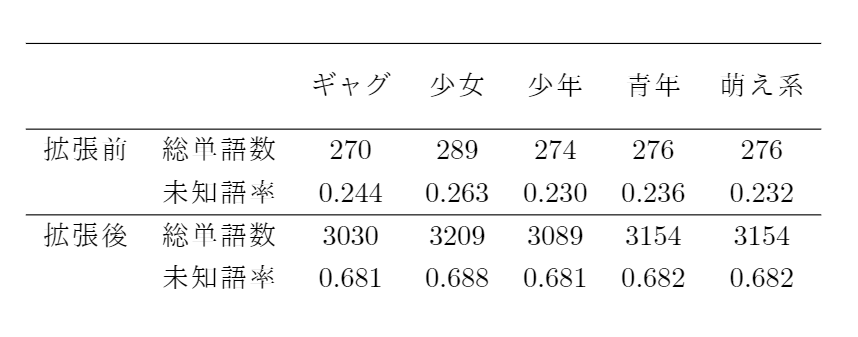 ギャグ 少女 少年 青年 萌え系
拡張前 総単語数 270 289 274 276 276
未知語率 0.244 0.263 0.230 0.236 0.232
拡張後 総単語数 3030 3209 3089 3154 3154
未知語率 0.681 0.688 0.681 0.682 0.682